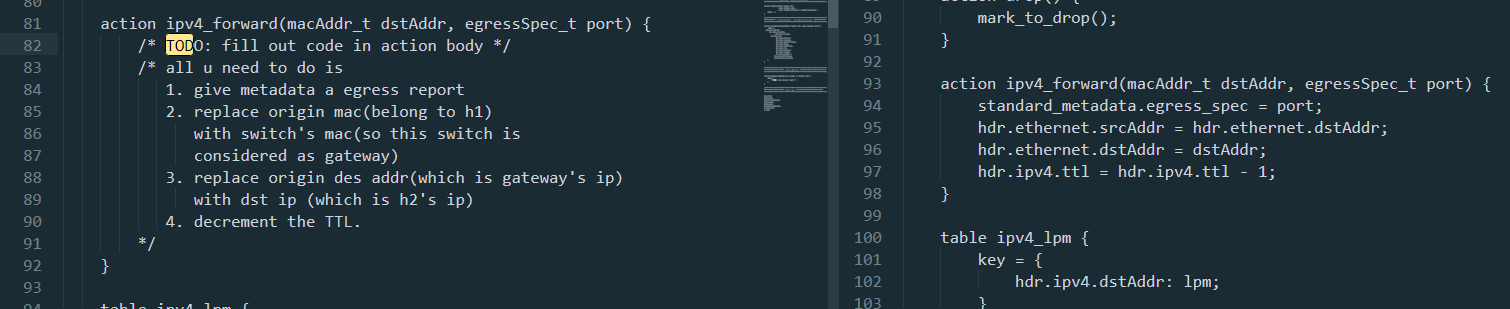 80
81 action ipv4_forward(macAddr_t dstAddr, egressSpec_t port) {
82 /* TODO: fill out code in action body */
83 /* all u need to do is
84 1. give metadata a egress report
85 2. replace origin mac(belong to h1)
86 with switch's mac(so this switch is
87 considered as gateway)
88 3. replace origin des addr(which is gateway's ip)
89 with dst ip (which is h2's ip)
90 4. decrement the TTL.
91 */
92 }
93
94 table ipv4_lpm {
action drop() {
90 mark_to_drop();
91 }
92
93 action ipv4_forward(macAddr_t dstAddr, egressSpec_t port) {
94 standard_metadata.egress_spec = port;
95 hdr.ethernet.srcAddr = hdr.ethernet.dstAddr;
96 hdr.ethernet.dstAddr = dstAddr;
97 hdr.ipv4.ttl = hdr.ipv4.ttl - 1;
98 }
99
100 table ipv4_lpm {
101 key = {
102 hdr.ipv4.dstAddr: lpm;
103 }